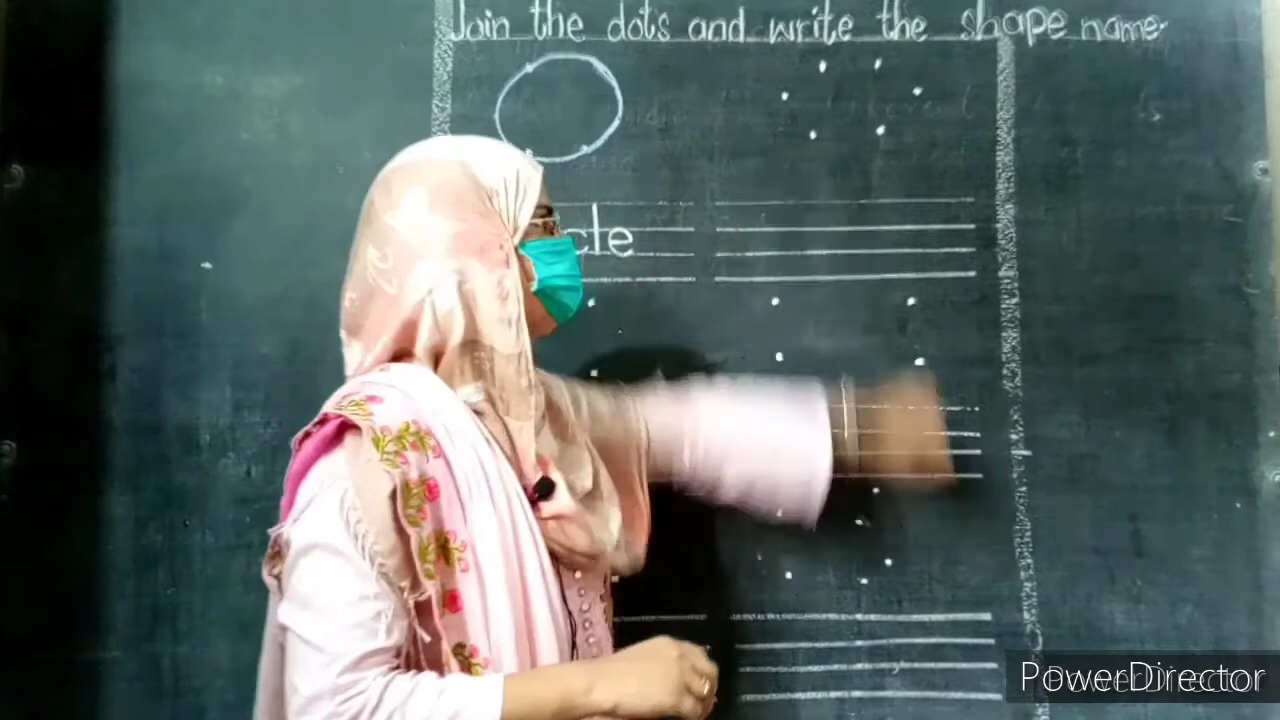 Join the dots and write the shape name.
cle
PowerDirector